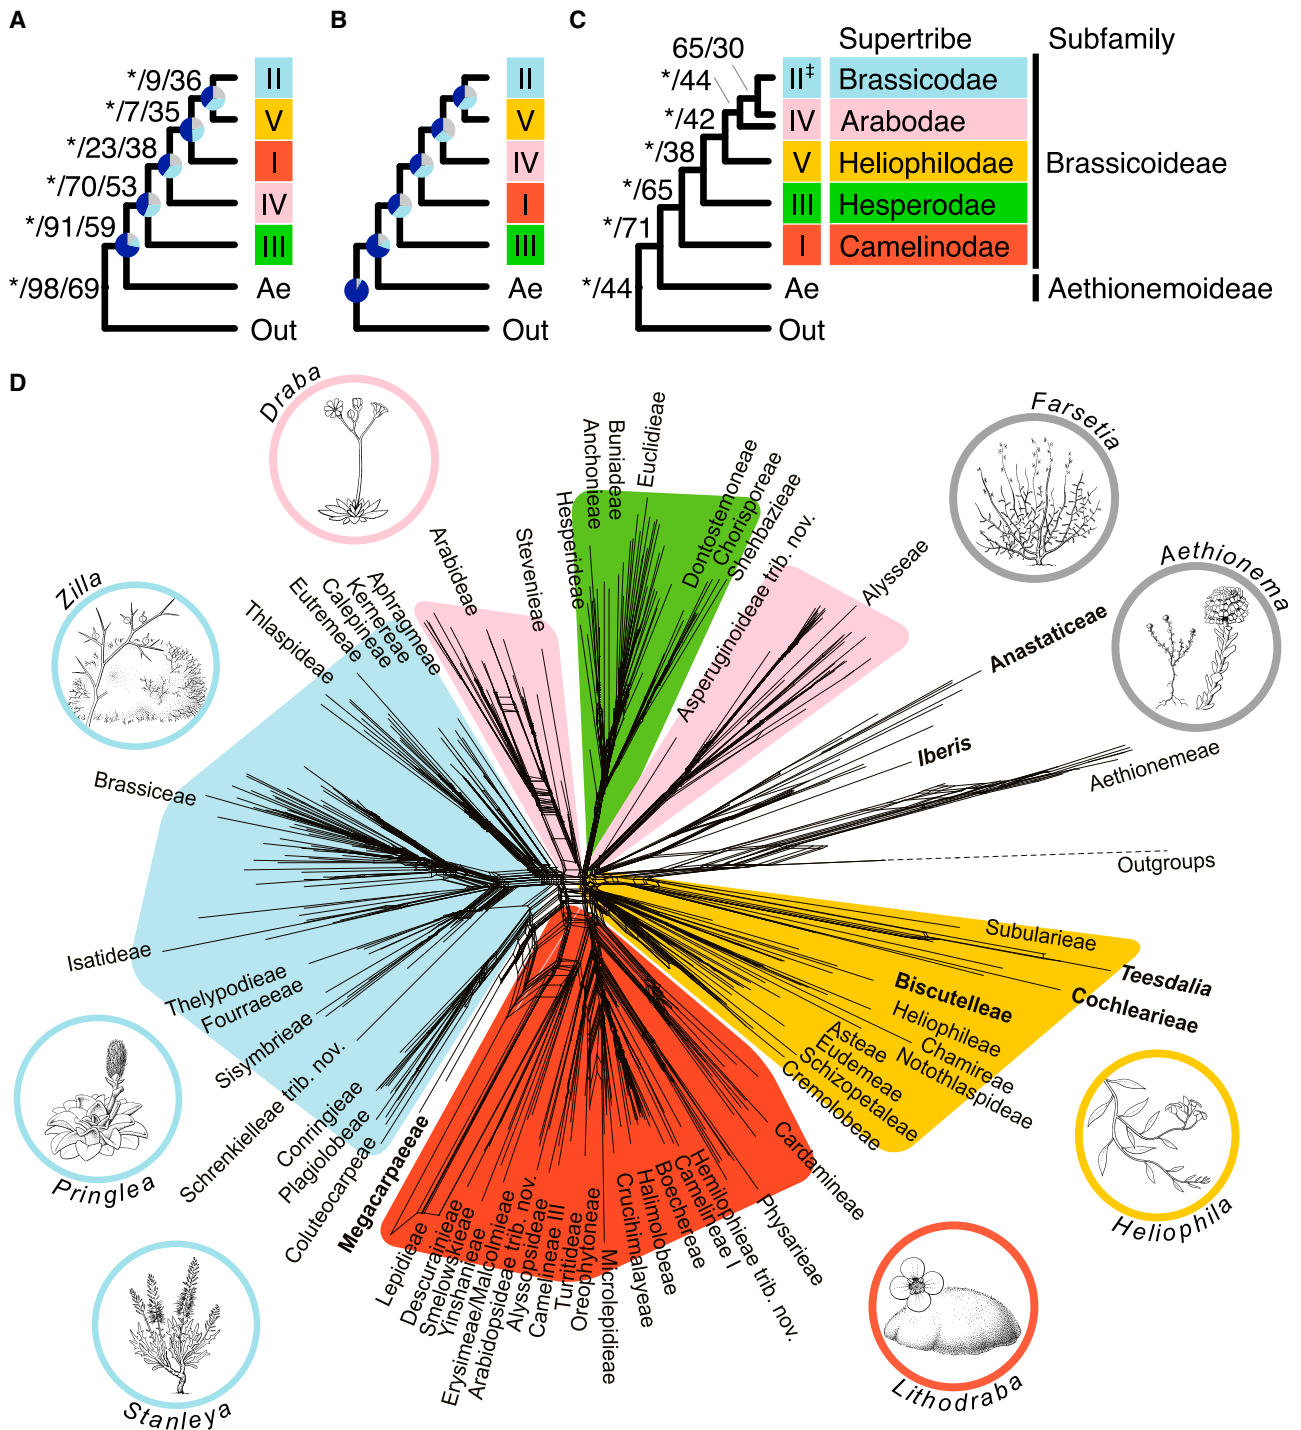 A
*/9/36
*/7/35
*/23/38
*/70/53
*/91/59
*/98/69
II
V
I
IV
III
Ae
Out
B
II
V
IV
I
III
Ae
Out
C
65/30
*/44
*/42
*/38
*/65
*/71
*/44
Supertribe
Subfamily
II‡ Brassicodae
IV Arabodae
V Heliophilodae
III Hesperodae
I Camelinodae
Ae
Out
Brassicoideae
Aethionemoideae
D
Draba
Farsetia
Aethionema
Zilla
Pringlea
Stanleya
Lithodraba
Heliophila
Thlaspideae
Eutremeae
Calepineae
Kernereae
Aphragmeae
Arabideae
Stevenieae
Hesperideae
Anchonieae
Buniadeae
Euclidieae
Dontostemoneae
Chorisporeae
Shehbazieae
Asperuginoideae trib. nov.
Alysseae
Anastaticeae
Iberis
Aethionemeae
Outgroups
Subularieae
Teesdalia
Cochlearieae
Biscutelleae
Heliophileae
Chamireae
Notothlaspideae
Asteae
Eudemeae
Schizopetaleae
Cremolobeae
Cardamineae
Physarieae
Hemilophieae trib. nov.
Camelineae I
Boechereae
Halimolobeae
Crucihimalayeae
Microlepidieae
Oreophytoneae
Turritideae
Camelineae III
Alyssopsideae
Arabidopsideae trib. nov.
Erysimeae/Malcolmieae
Yinshanieae
Smelowskieae
Descurainieae
Lepidieae
Megacarpaeeae
Coluteocarpeae
Plagiolobeae
Conringieae
Schrenkielleae trib. nov.
Sisymbrieae
Fourraeeae
Thelypodieae
Isatideae
Brassiceae